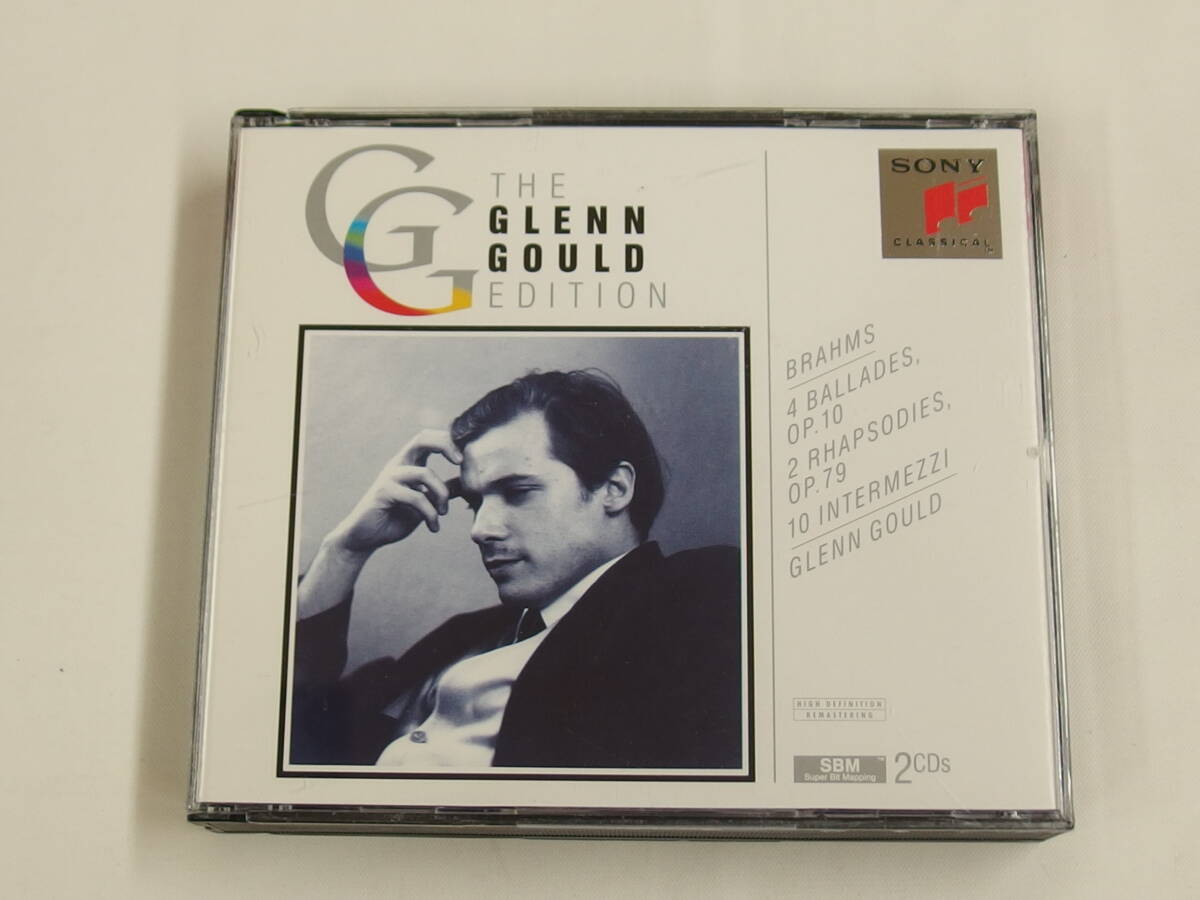 THE
GLENN
GOULD
EDITION
GG
SONY
CLASSICAL
BRAHMS
4 BALLADES,
OP.10
2 RHAPSODIES,
OP.79
10 INTERMEZZI
GLENN GOULD
HIGH DEFINITION
REMASTERING
SBM™
Super Bit Mapping
2CDs